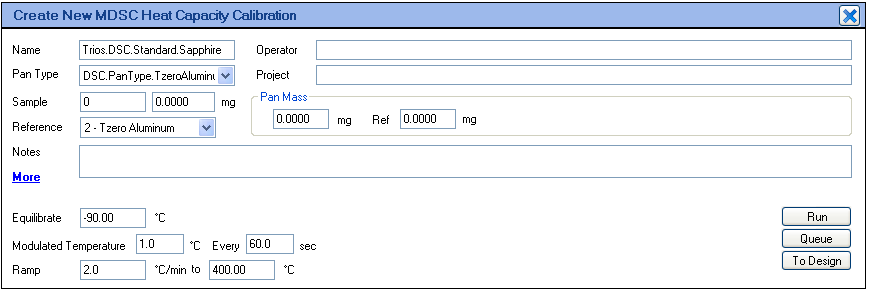 Create New MDSC Heat Capacity Calibration
Name Trios.DSC.Standard.Sapphire Operator
Pan Type DSC.PanType.TzeroAluminu Project
Sample 0 0.0000 mg Pan Mass
0.0000 mg Ref 0.0000 mg
Reference 2 - Tzero Aluminum
Notes
More
Equilibrate -90.00 °C Run
Modulated Temperature 1.0 °C Every 60.0 sec Queue
Ramp 2.0 °C/min to 400.00 °C To Design